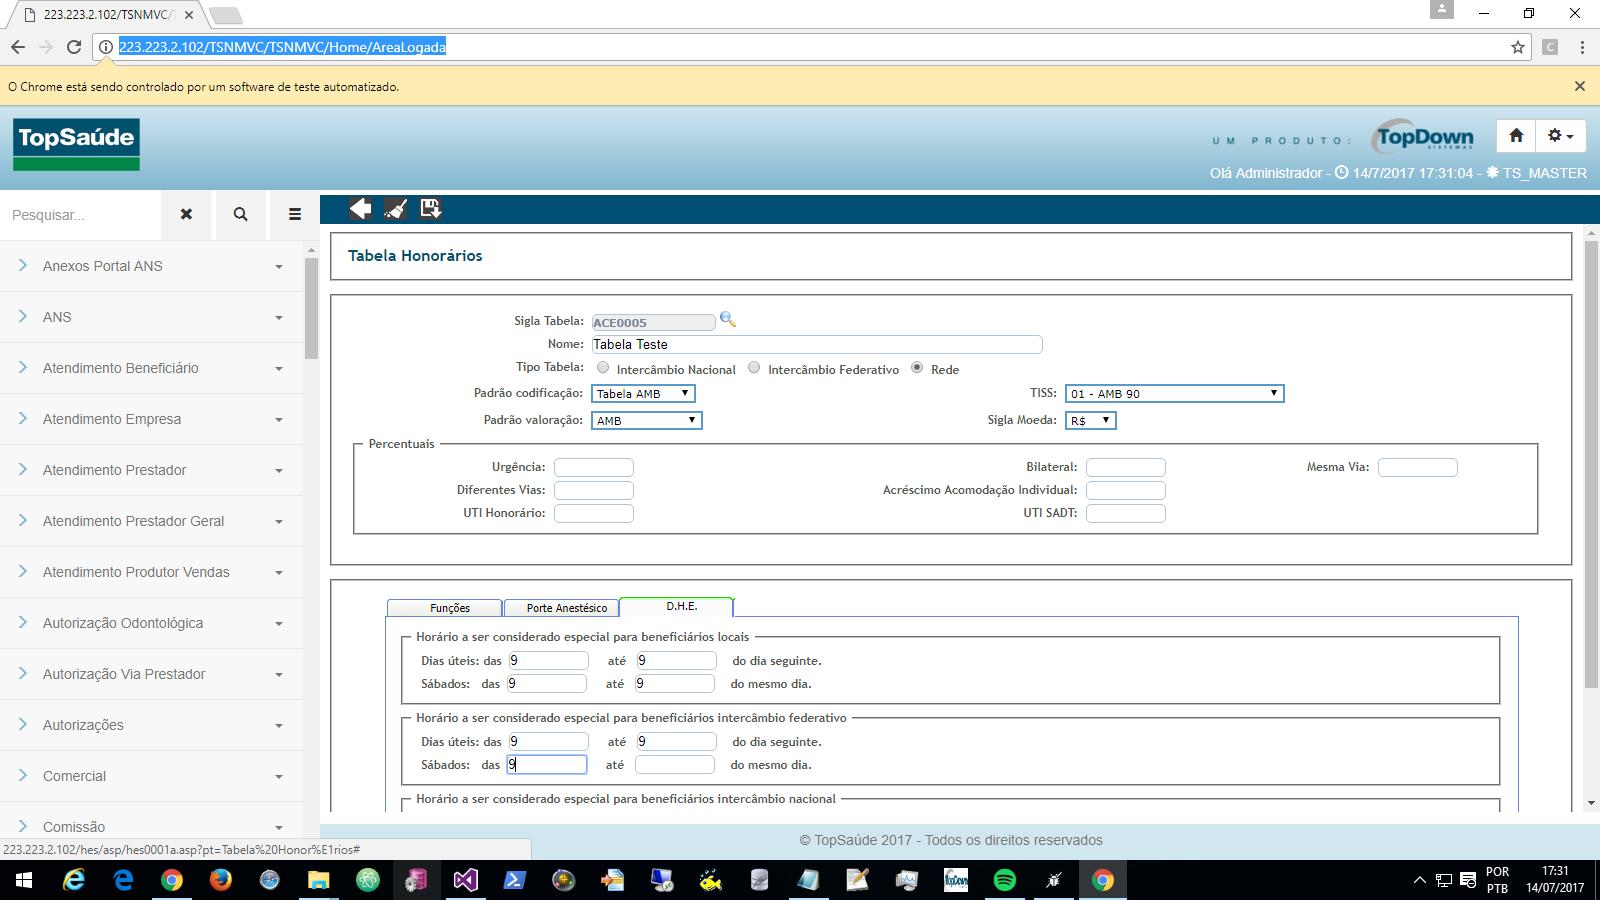 223.223.2.102/TSNMVC/T
223.223.2.102/TSNMVC/TSNMVC/Home/AreaLogada
C
O Chrome está sendo controlado por um software de teste automatizado.
TopSaúde
UM PRODUTO:
TopDown
SISTEMAS
Olá Administrador - 14/7/2017 17:31:04 - TS_MASTER
Pesquisar...
Anexos Portal ANS
ANS
Atendimento Beneficiário
Atendimento Empresa
Atendimento Prestador
Atendimento Prestador Geral
Atendimento Produtor Vendas
Autorização Odontológica
Autorização Via Prestador
Autorizações
Comercial
Comissão
Tabela Honorários
Sigla Tabela: ACE0005
Nome: Tabela Teste
Tipo Tabela: Intercâmbio Nacional Intercâmbio Federativo Rede
Padrão codificação: Tabela AMB TISS: 01 - AMB 90
Padrão valoração: AMB Sigla Moeda: R$
Percentuais
Urgência: Bilateral: Mesma Via:
Diferentes Vias: Acréscimo Acomodação Individual:
UTI Honorário: UTI SADT:
Funções Porte Anestésico D.H.E.
Horário a ser considerado especial para beneficiários locais
Dias úteis: das 9 até 9 do dia seguinte.
Sábados: das 9 até 9 do mesmo dia.
Horário a ser considerado especial para beneficiários intercâmbio federativo
Dias úteis: das 9 até 9 do dia seguinte.
Sábados: das 9 até do mesmo dia.
Horário a ser considerado especial para beneficiários intercâmbio nacional
© TopSaúde 2017 - Todos os direitos reservados
223.223.2.102/hes/asp/hes0001a.asp?pt=Tabela%20Honor%E1rios#
TopDown
POR
PTB
17:31
14/07/2017